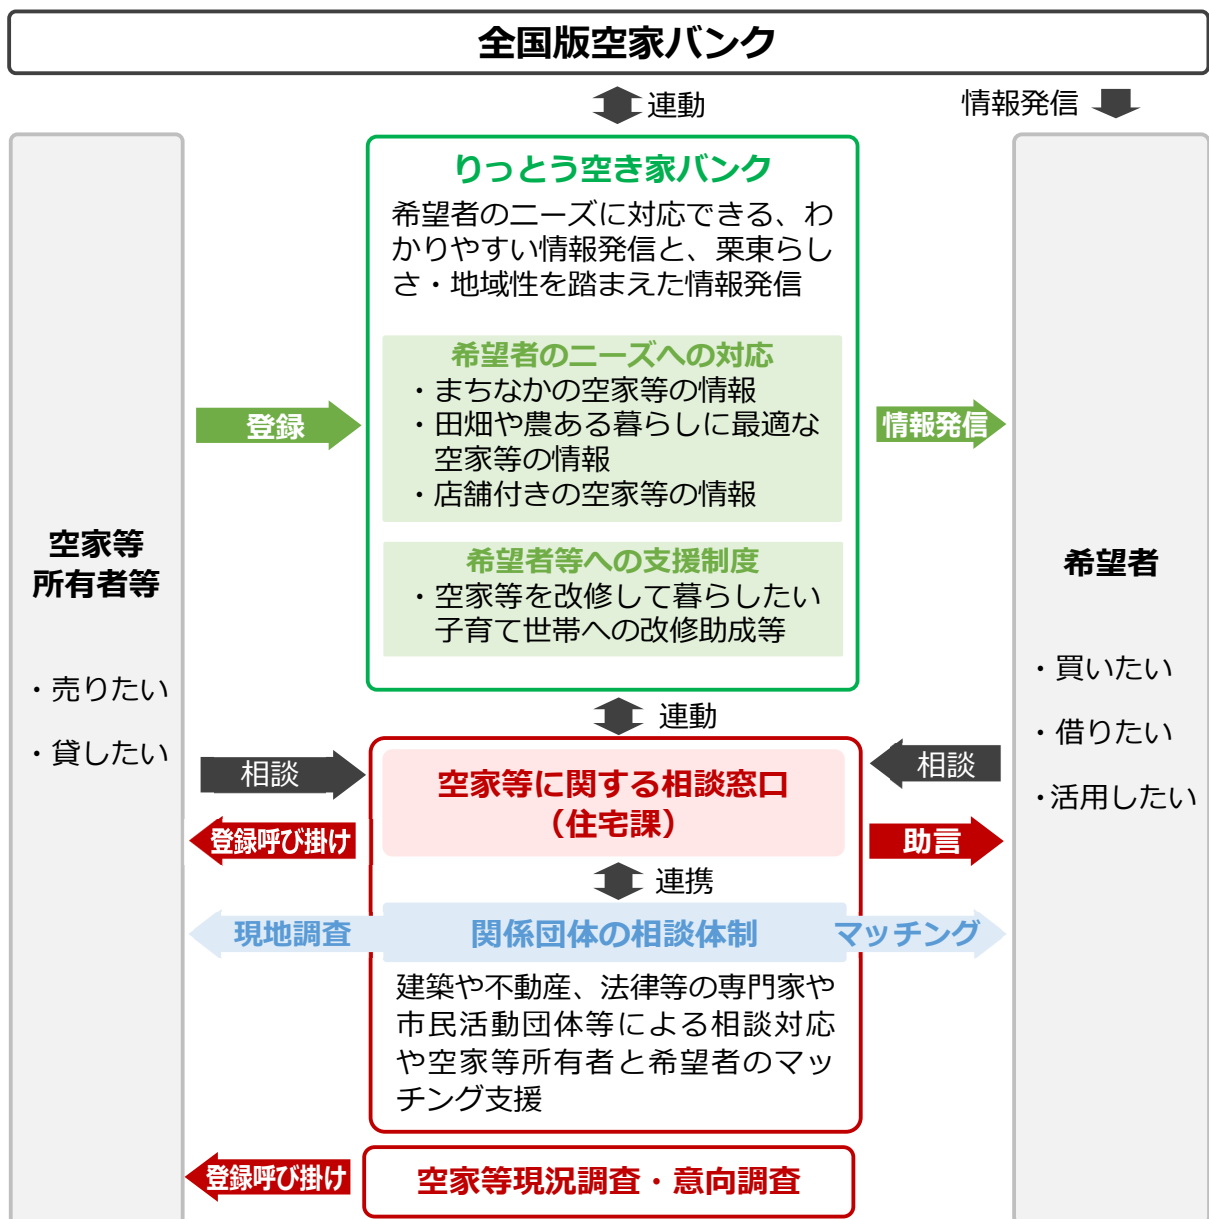 全国版空家バンク
連動
情報発信
空家等
所有者等
・売りたい
・貸したい
登録
りっとう空き家バンク
希望者のニーズに対応できる、わ
かりやすい情報発信と、栗東らし
さ・地域性を踏まえた情報発信
希望者のニーズへの対応
・まちなかの空家等の情報
・田畑や農ある暮らしに最適な
空家等の情報
・店舗付きの空家等の情報
希望者等への支援制度
・空家等を改修して暮らしたい
子育て世帯への改修助成等
情報発信
希望者
・買いたい
・借りたい
・活用したい
連動
相談
登録呼び掛け
空家等に関する相談窓口
（住宅課）
相談
助言
連携
現地調査
関係団体の相談体制
マッチング
建築や不動産、法律等の専門家や
市民活動団体等による相談対応
や空家等所有者と希望者のマッ
チング支援
登録呼び掛け
空家等現況調査・意向調査